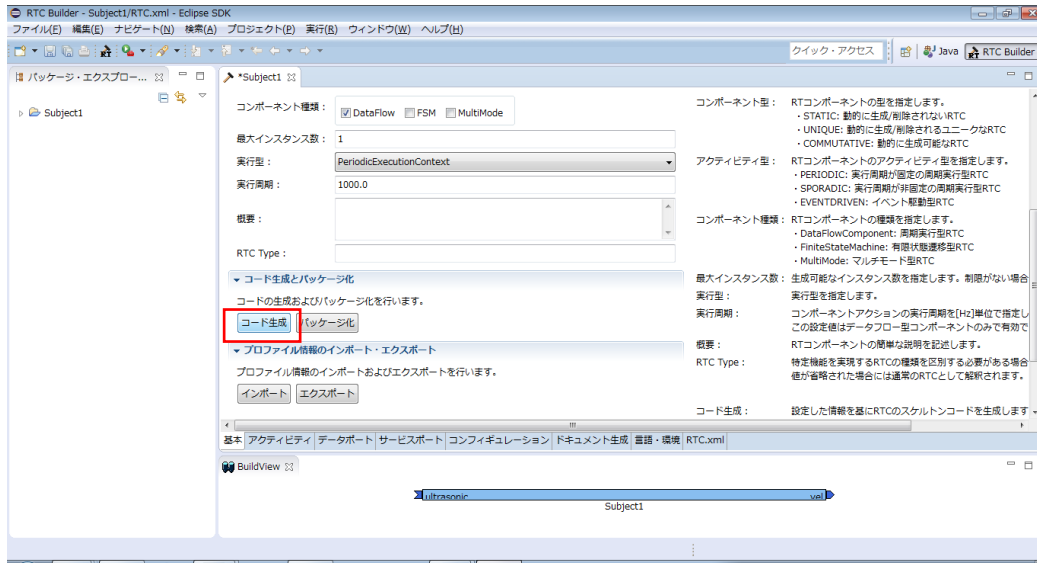 RTC Builder - Subject1/RTC.xml - Eclipse SDK
ファイル(F) 編集(E) ナビゲート(N) 検索(A) プロジェクト(P) 実行(R) ウィンドウ(W) ヘルプ(H)
クイック・アクセス Java RTC Builder
パッケージ・エクスプロー...
Subject1
*Subject1
コンポーネント種類： DataFlow FSM MultiMode
最大インスタンス数： 1
実行型： PeriodicExecutionContext
実行周期： 1000.0
概要：
RTC Type：
コード生成とパッケージ化
コードの生成およびパッケージ化を行います。
コード生成 パッケージ化
プロファイル情報のインポート・エクスポート
プロファイル情報のインポートおよびエクスポートを行います。
インポート エクスポート
コンポーネント型： RTコンポーネントの型を指定します。
・STATIC: 動的に生成/削除されないRTC
・UNIQUE: 動的に生成/削除されるユニークなRTC
・COMMUTATIVE: 動的に生成可能なRTC
アクティビティ型： RTコンポーネントのアクティビティ型を指定します。
・PERIODIC: 実行周期が固定の周期実行型RTC
・SPORADIC: 実行周期が非固定の周期実行型RTC
・EVENTDRIVEN: イベント駆動型RTC
コンポーネント種類： RTコンポーネントの種類を指定します。
・DataFlowComponent: 周期実行型RTC
・FiniteStateMachine: 有限状態遷移型RTC
・MultiMode: マルチモード型RTC
最大インスタンス数： 生成可能なインスタンス数を指定します。制限がない場合
実行型： 実行型を指定します。
実行周期： コンポーネントアクションの実行周期を[Hz]単位で指定し
この設定値はデータフロー型コンポーネントのみで有効で
概要： RTコンポーネントの簡単な説明を記述します。
RTC Type： 特定機能を実現するRTCの種類を区別する必要がある場合
値が省略された場合には通常のRTCとして解釈されます。
コード生成： 設定した情報を基にRTCのスケルトンコードを生成します
基本 アクティビティ データポート サービスポート コンフィギュレーション ドキュメント生成 言語・環境 RTC.xml
BuildView
ultrasonic vel
Subject1